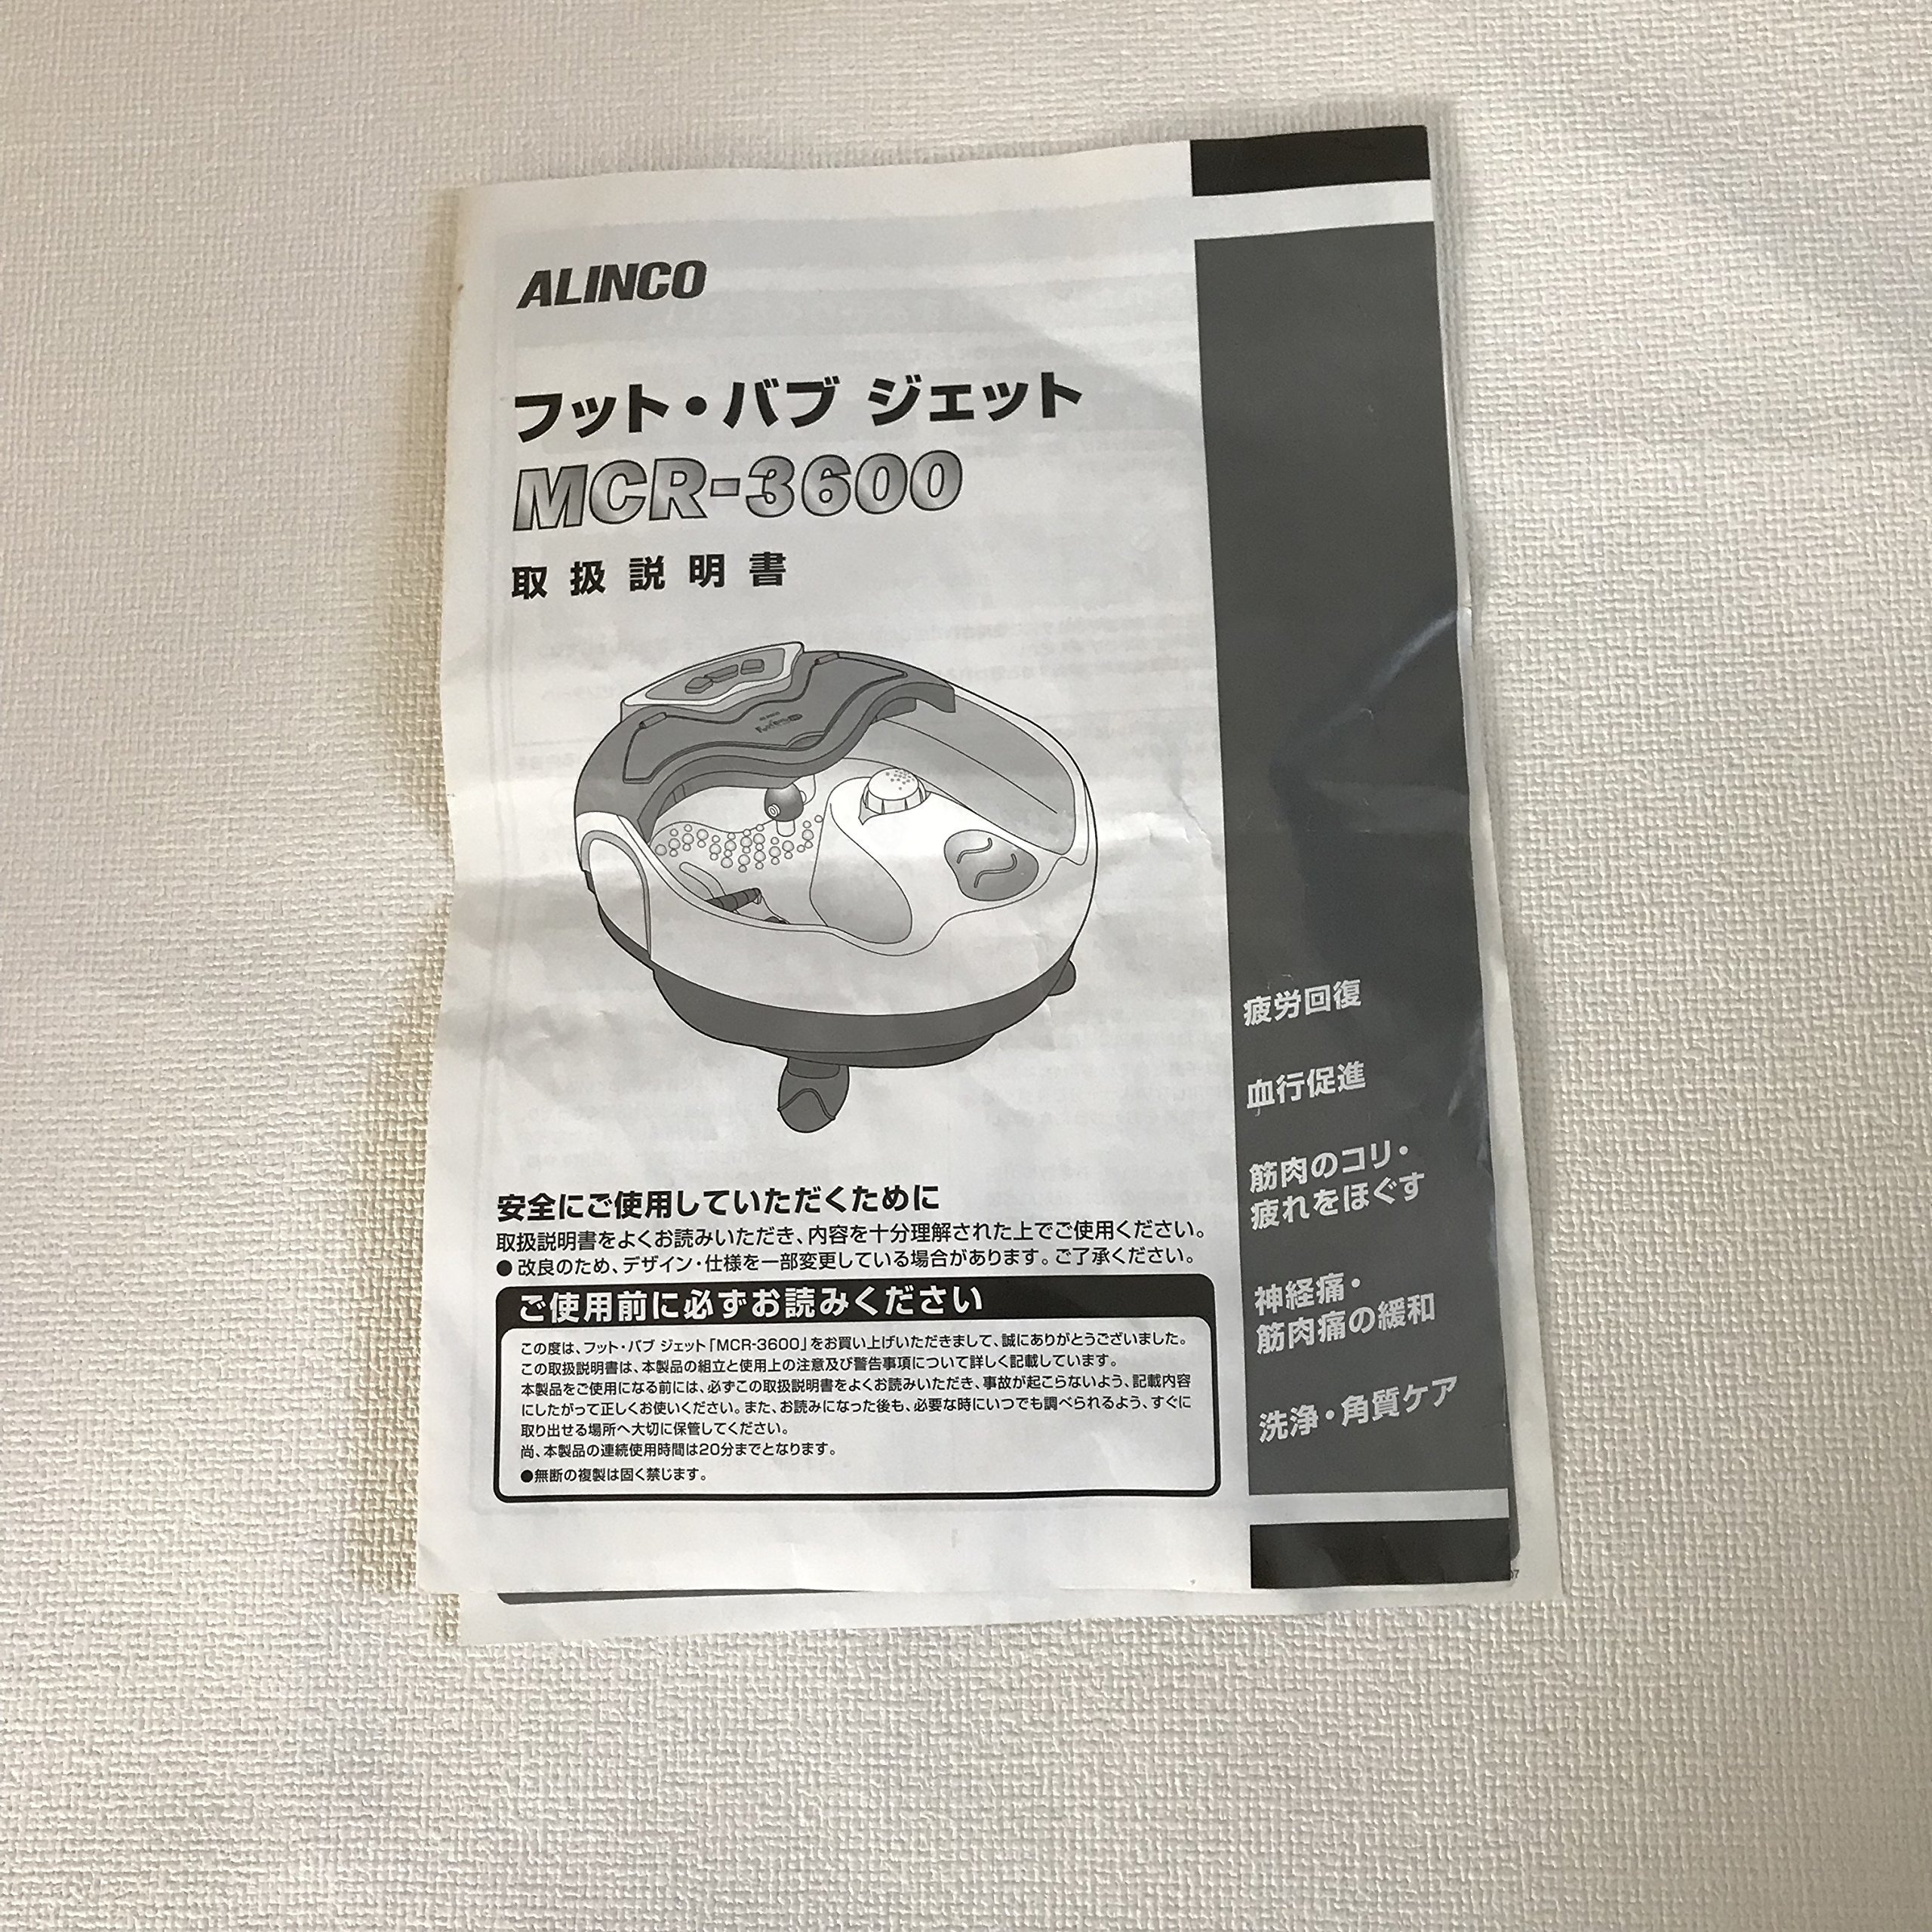 ALINCO
フット・バブ ジェット
MCR-3600
取扱説明書
安全にご使用していただくために
取扱説明書をよくお読みいただき、内容を十分理解された上でご使用ください。
● 改良のため、デザイン・仕様を一部変更している場合があります。ご了承ください。
ご使用前に必ずお読みください
この度は、フット・バブ ジェット「MCR-3600」をお買い上げいただきまして、誠にありがとうございました。
この取扱説明書は、本製品の組立と使用上の注意及び警告事項について詳しく記載しています。
本製品をご使用になる前には、必ずこの取扱説明書をよくお読みいただき、事故が起こらないよう、記載内容
にしたがって正しくお使いください。また、お読みになった後も、必要な時にいつでも調べられるよう、すぐに
取り出せる場所へ大切に保管してください。
尚、本製品の連続使用時間は20分までとなります。
●無断の複製は固く禁じます。
疲労回復
血行促進
筋肉のコリ・
疲れをほぐす
神経痛・
筋肉痛の緩和
洗浄・角質ケア